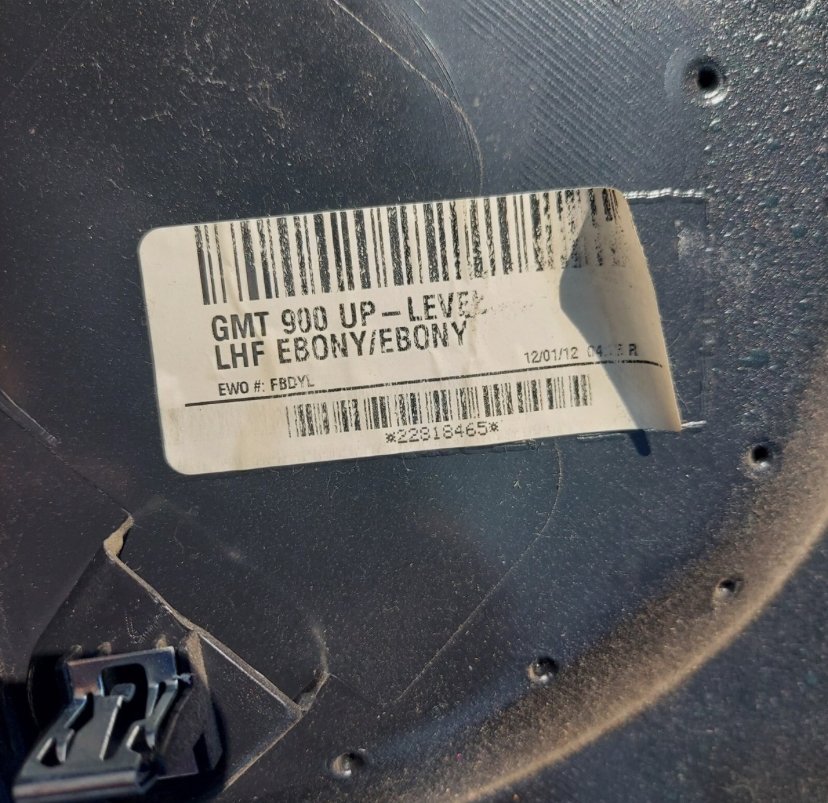 GMT 900 UP-LEVEL
LHF EBONY/EBONY
12/01/12 R
EWO #: FBDYL
*22818465*